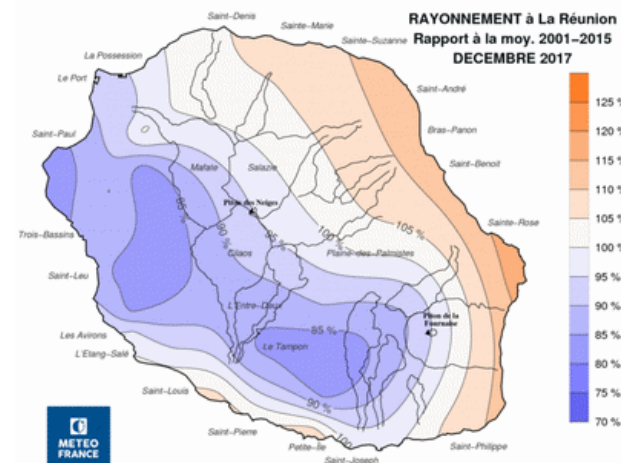 RAYONNEMENT à La Réunion
Rapport à la moy. 2001-2015
DECEMBRE 2017
Saint-Denis
Sainte-Marie
Sainte-Suzanne
La Possession
Le Port
Saint-André
Saint-Paul
Bras-Panon
Mafate
Salazie
Saint-Benoit
Piton des Neiges
85 %
90 %
95 %
100 %
105 %
Sainte-Rose
Trois-Bassins
Cilaos
Plaine-des-Palmistes
Saint-Leu
L'Entre-Deux
Piton de la
Fournaise
85 %
Les Avirons
Le Tampon
L'Etang-Salé
Saint-Louis
90 %
Saint-Pierre
100
Petite-Île
Saint-Philippe
Saint-Joseph
125 %
120 %
115 %
110 %
105 %
100 %
95 %
90 %
85 %
80 %
75 %
70 %
METEO
FRANCE